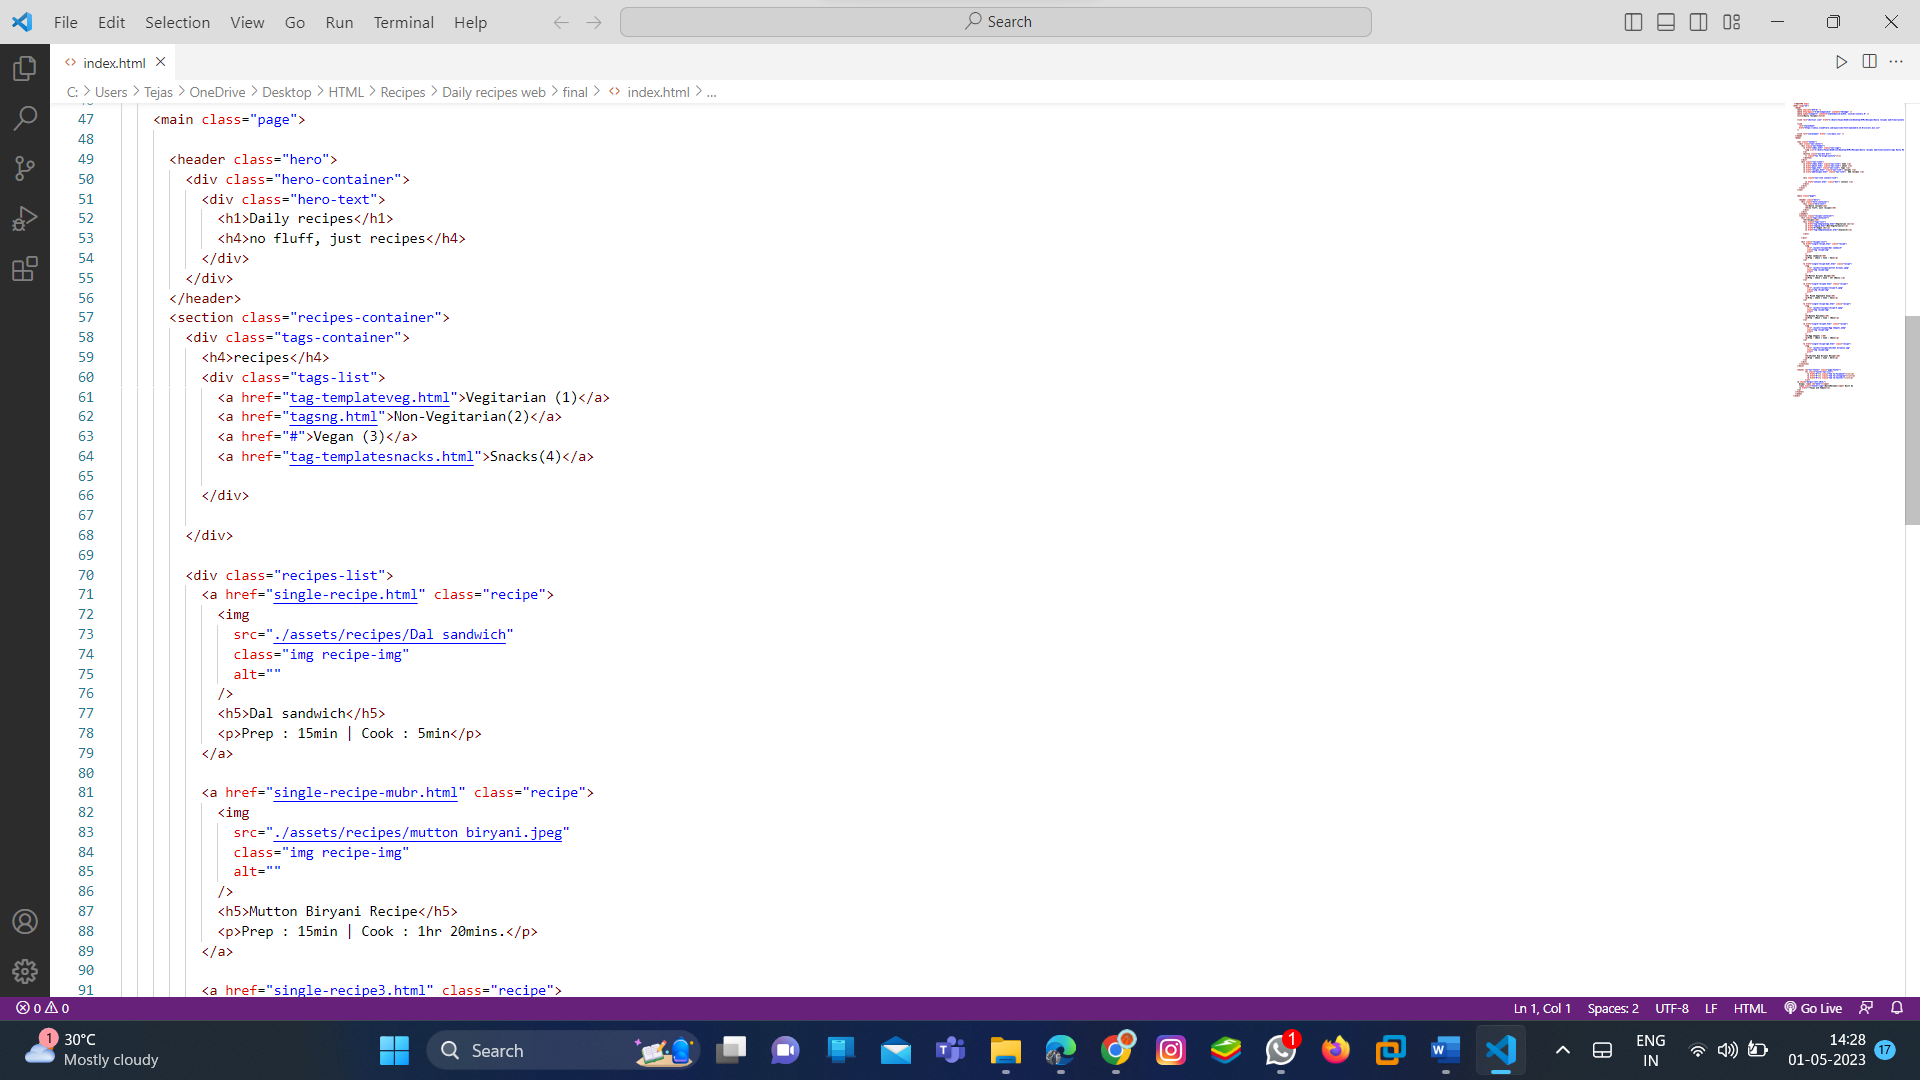 File Edit Selection View Go Run Terminal Help
Search
index.html
C: > Users > Tejas > OneDrive > Desktop > HTML > Recipes > Daily recipes web > final > <> index.html > ...
47 <main class="page">
48
49 <header class="hero">
50 <div class="hero-container">
51 <div class="hero-text">
52 <h1>Daily recipes</h1>
53 <h4>no fluff, just recipes</h4>
54 </div>
55 </div>
56 </header>
57 <section class="recipes-container">
58 <div class="tags-container">
59 <h4>recipes</h4>
60 <div class="tags-list">
61 <a href="tag-templateveg.html">Vegitarian (1)</a>
62 <a href="tagsng.html">Non-Vegitarian(2)</a>
63 <a href="#">Vegan (3)</a>
64 <a href="tag-templatesnacks.html">Snacks(4)</a>
65
66 </div>
67
68 </div>
69
70 <div class="recipes-list">
71 <a href="single-recipe.html" class="recipe">
72 <img
73 src="./assets/recipes/Dal sandwich"
74 class="img recipe-img"
75 alt=""
76 />
77 <h5>Dal sandwich</h5>
78 <p>Prep : 15min | Cook : 5min</p>
79 </a>
80
81 <a href="single-recipe-mubr.html" class="recipe">
82 <img
83 src="./assets/recipes/mutton biryani.jpeg"
84 class="img recipe-img"
85 alt=""
86 />
87 <h5>Mutton Biryani Recipe</h5>
88 <p>Prep : 15min | Cook : 1hr 20mins.</p>
89 </a>
90
91 <a href="single-recipe3.html" class="recipe">
0 0 Ln 1, Col 1 Spaces: 2 UTF-8 LF HTML Go Live
1 30°C
Mostly cloudy
Search
1
ENG
IN
14:28
01-05-2023
17